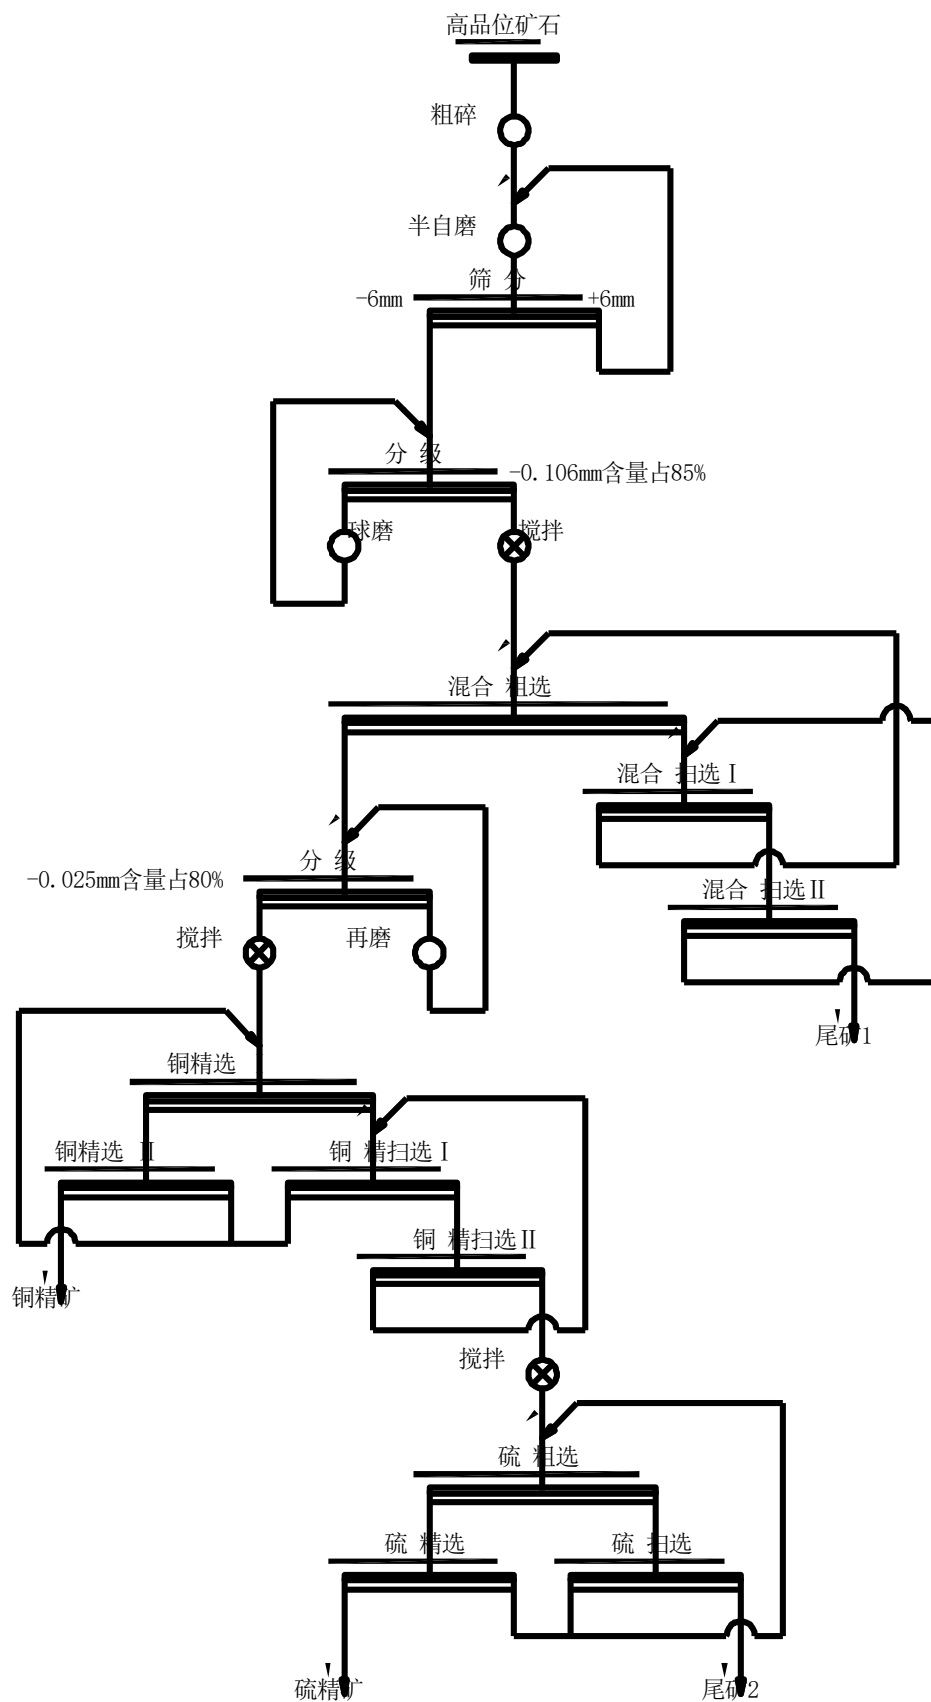 高品位矿石
粗碎
半自磨
筛 分
-6mm
+6mm
分 级
-0.106mm含量占85%
球磨
搅拌
混合 粗选
混合 扫选Ⅰ
分 级
-0.025mm含量占80%
混合 扫选Ⅱ
搅拌
再磨
尾矿1
铜精选
铜精选 Ⅱ
铜 精扫选Ⅰ
铜 精扫选Ⅱ
铜精矿
搅拌
硫 粗选
硫 精选
硫 扫选
硫精矿
尾矿2